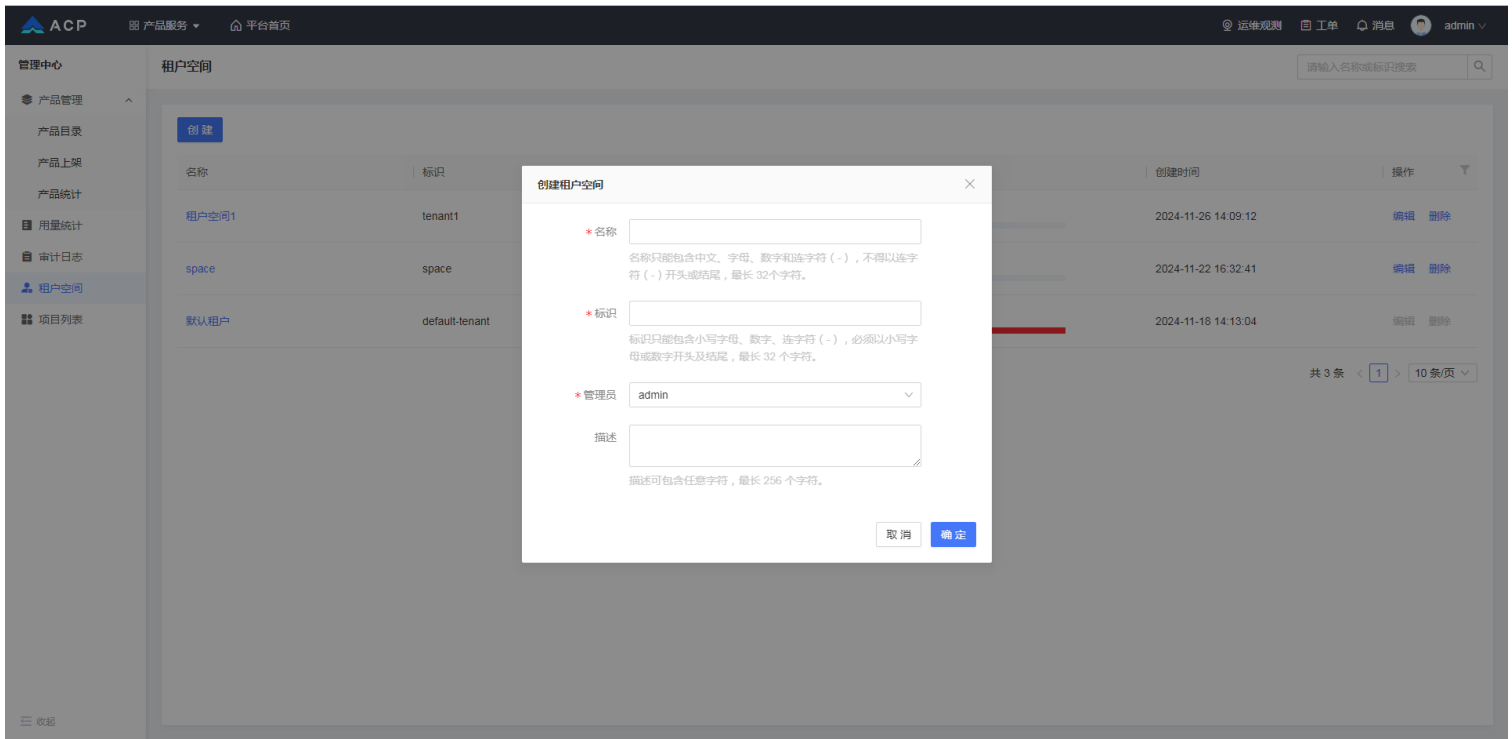 ACP 产品服务 平台首页 运维观测 工单 消息 admin
管理中心
租户空间
请输入名称或标识搜索
产品管理
产品目录
产品上架
产品统计
用量统计
审计日志
租户空间
项目列表
收起
创 建
名称 标识 创建时间 操作
租户空间1 tenant1 2024-11-26 14:09:12 编辑 删除
space space 2024-11-22 16:32:41 编辑 删除
默认租户 default-tenant 2024-11-18 14:13:04 编辑 删除
共 3 条 < 1 > 10 条/页
创建租户空间
* 名称
名称只能包含中文、字母、数字和连字符 ( - ) , 不得以连字
符 ( - ) 开头或结尾 , 最长 32个字符。
* 标识
标识只能包含小写字母、数字、连字符 ( - ) , 必须以小写字
母或数字开头及结尾 , 最长 32 个字符。
* 管理员 admin
描述
描述可包含任意字符 , 最长 256 个字符。
取 消 确 定